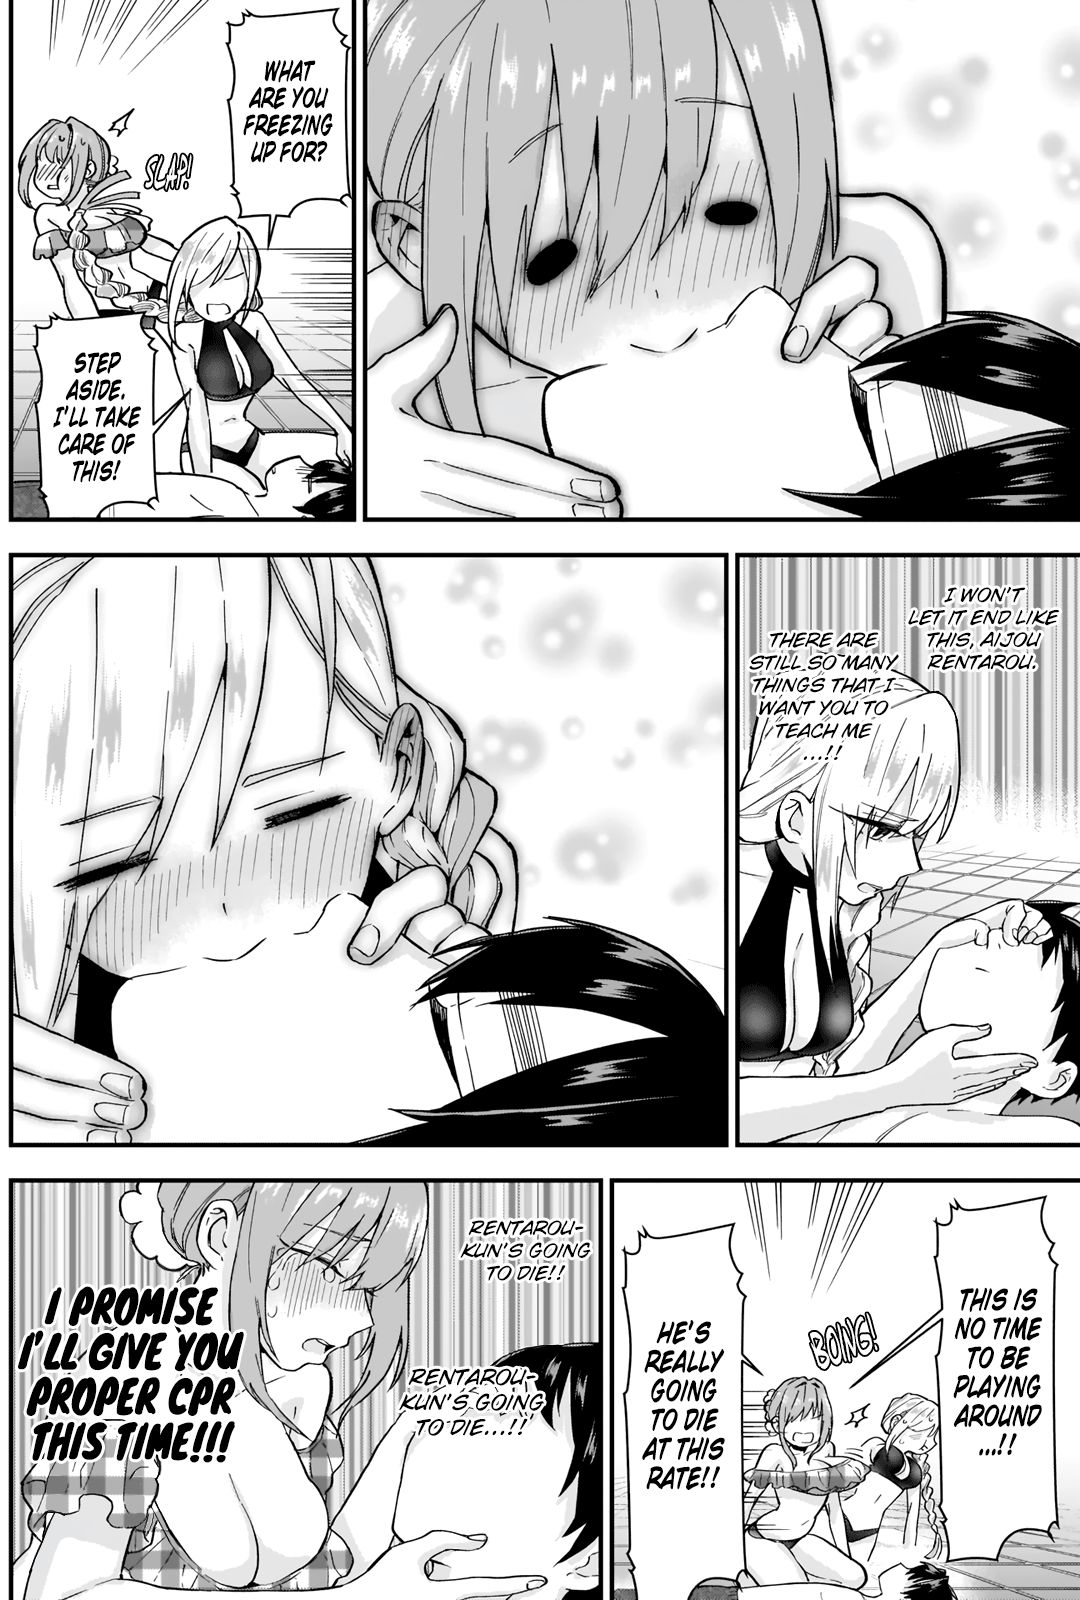 WHAT
ARE YOU
FREEZING
UP FOR?
SLAP!
STEP
ASIDE.
I'LL TAKE
CARE OF
THIS!
I WON'T
LET IT END LIKE
THIS, AIJOU
RENTAROU.
THERE ARE
STILL SO MANY
THINGS THAT I
WANT YOU TO
TEACH ME
...!!
THIS IS
NO TIME
TO BE
PLAYING
AROUND
...!!
BOING!
HE'S
REALLY
GOING
TO DIE
AT THIS
RATE!!
RENTAROU-
KUN'S GOING
TO DIE!!
RENTAROU-
KUN'S GOING
TO DIE...!!
I PROMISE
I'LL GIVE YOU
PROPER CPR
THIS TIME!!!